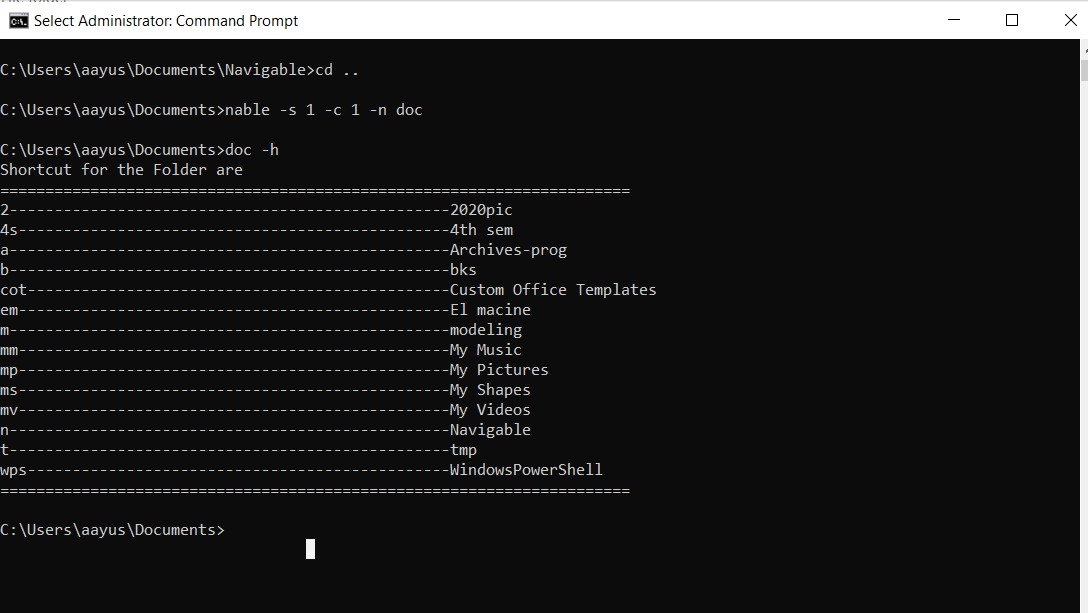 Select Administrator: Command Prompt
C:\Users\aayus\Documents\Navigable>cd ..
C:\Users\aayus\Documents>nable -s 1 -c 1 -n doc
C:\Users\aayus\Documents>doc -h
Shortcut for the Folder are
======================================================================
2-------------------------------------------------2020pic
4s------------------------------------------------4th sem
a-------------------------------------------------Archives-prog
b-------------------------------------------------bks
cot-----------------------------------------------Custom Office Templates
em------------------------------------------------El macine
m-------------------------------------------------modeling
mm------------------------------------------------My Music
mp------------------------------------------------My Pictures
ms------------------------------------------------My Shapes
mv------------------------------------------------My Videos
n-------------------------------------------------Navigable
t-------------------------------------------------tmp
wps-----------------------------------------------WindowsPowerShell
======================================================================
C:\Users\aayus\Documents>